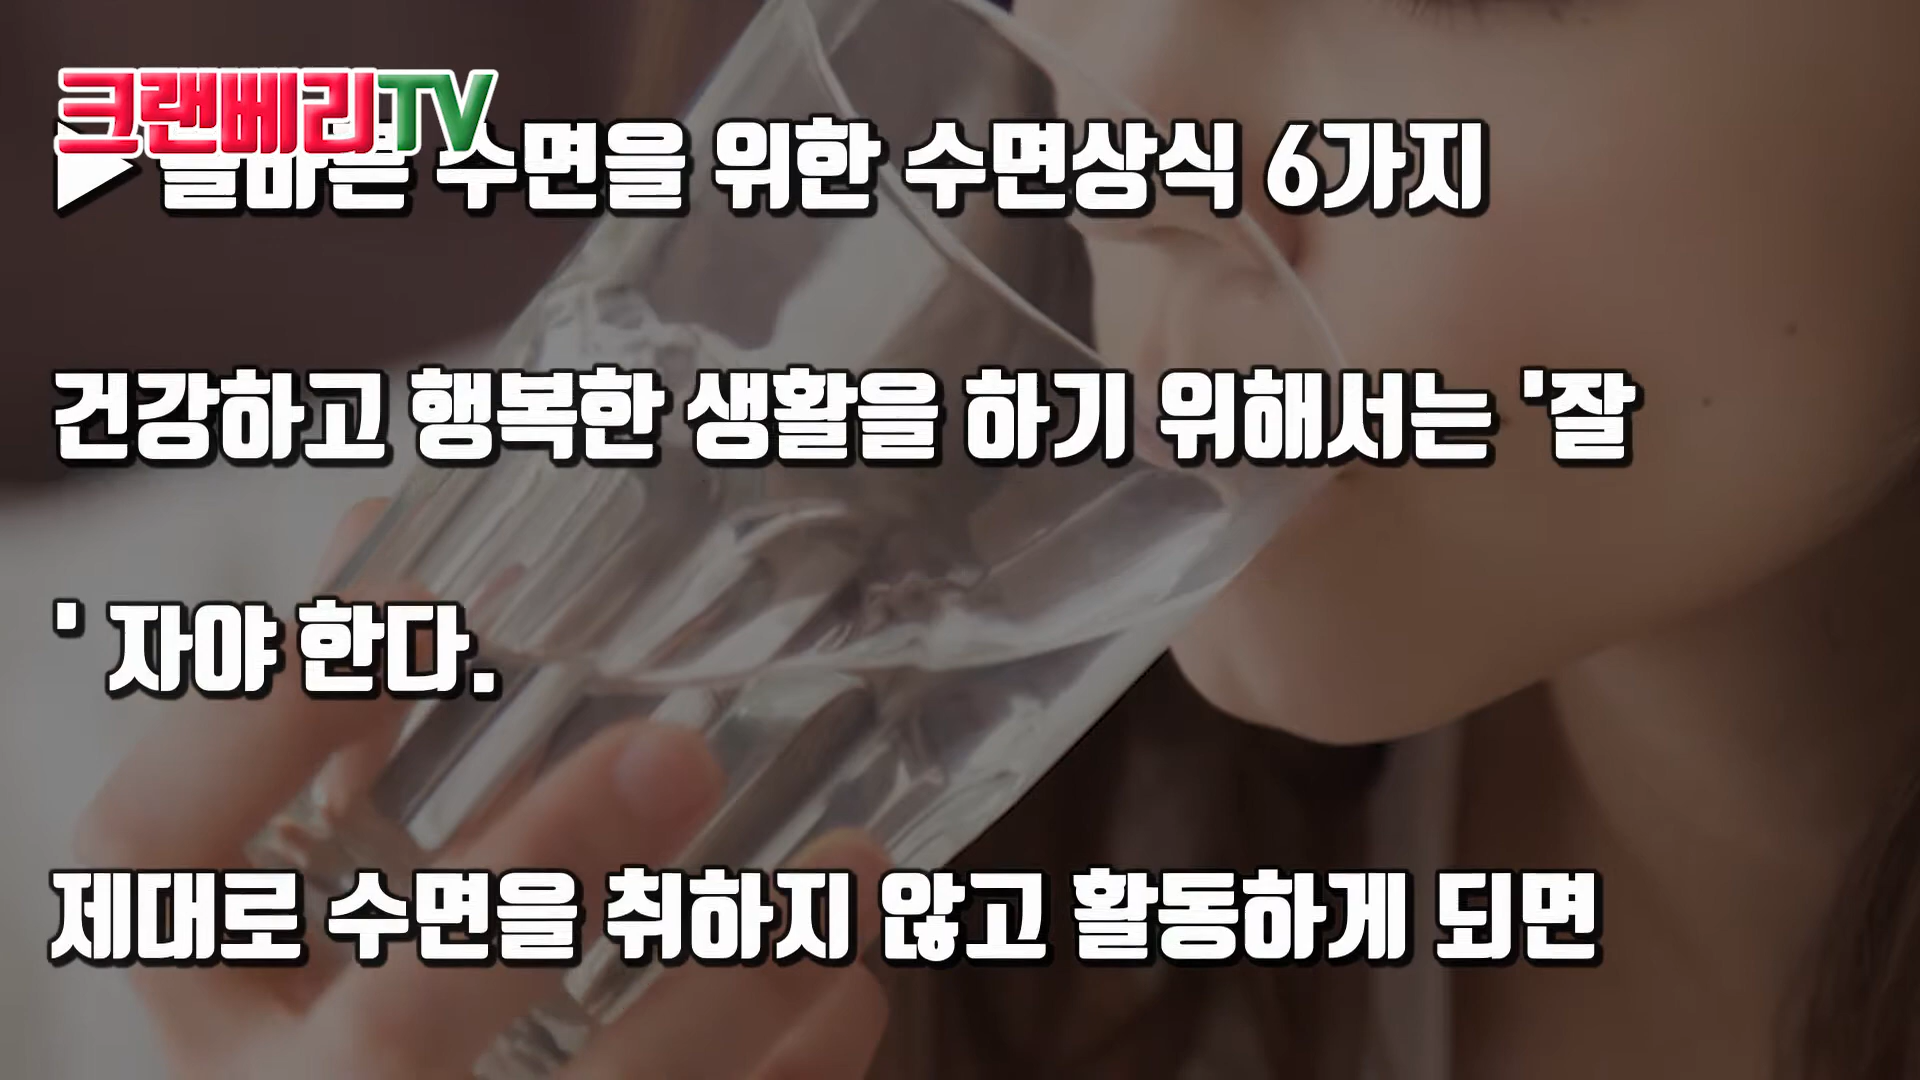 크랜베리TV
▶올바른 수면을 위한 수면상식 6가지
건강하고 행복한 생활을 하기 위해서는 '잘
' 자야 한다.
제대로 수면을 취하지 않고 활동하게 되면